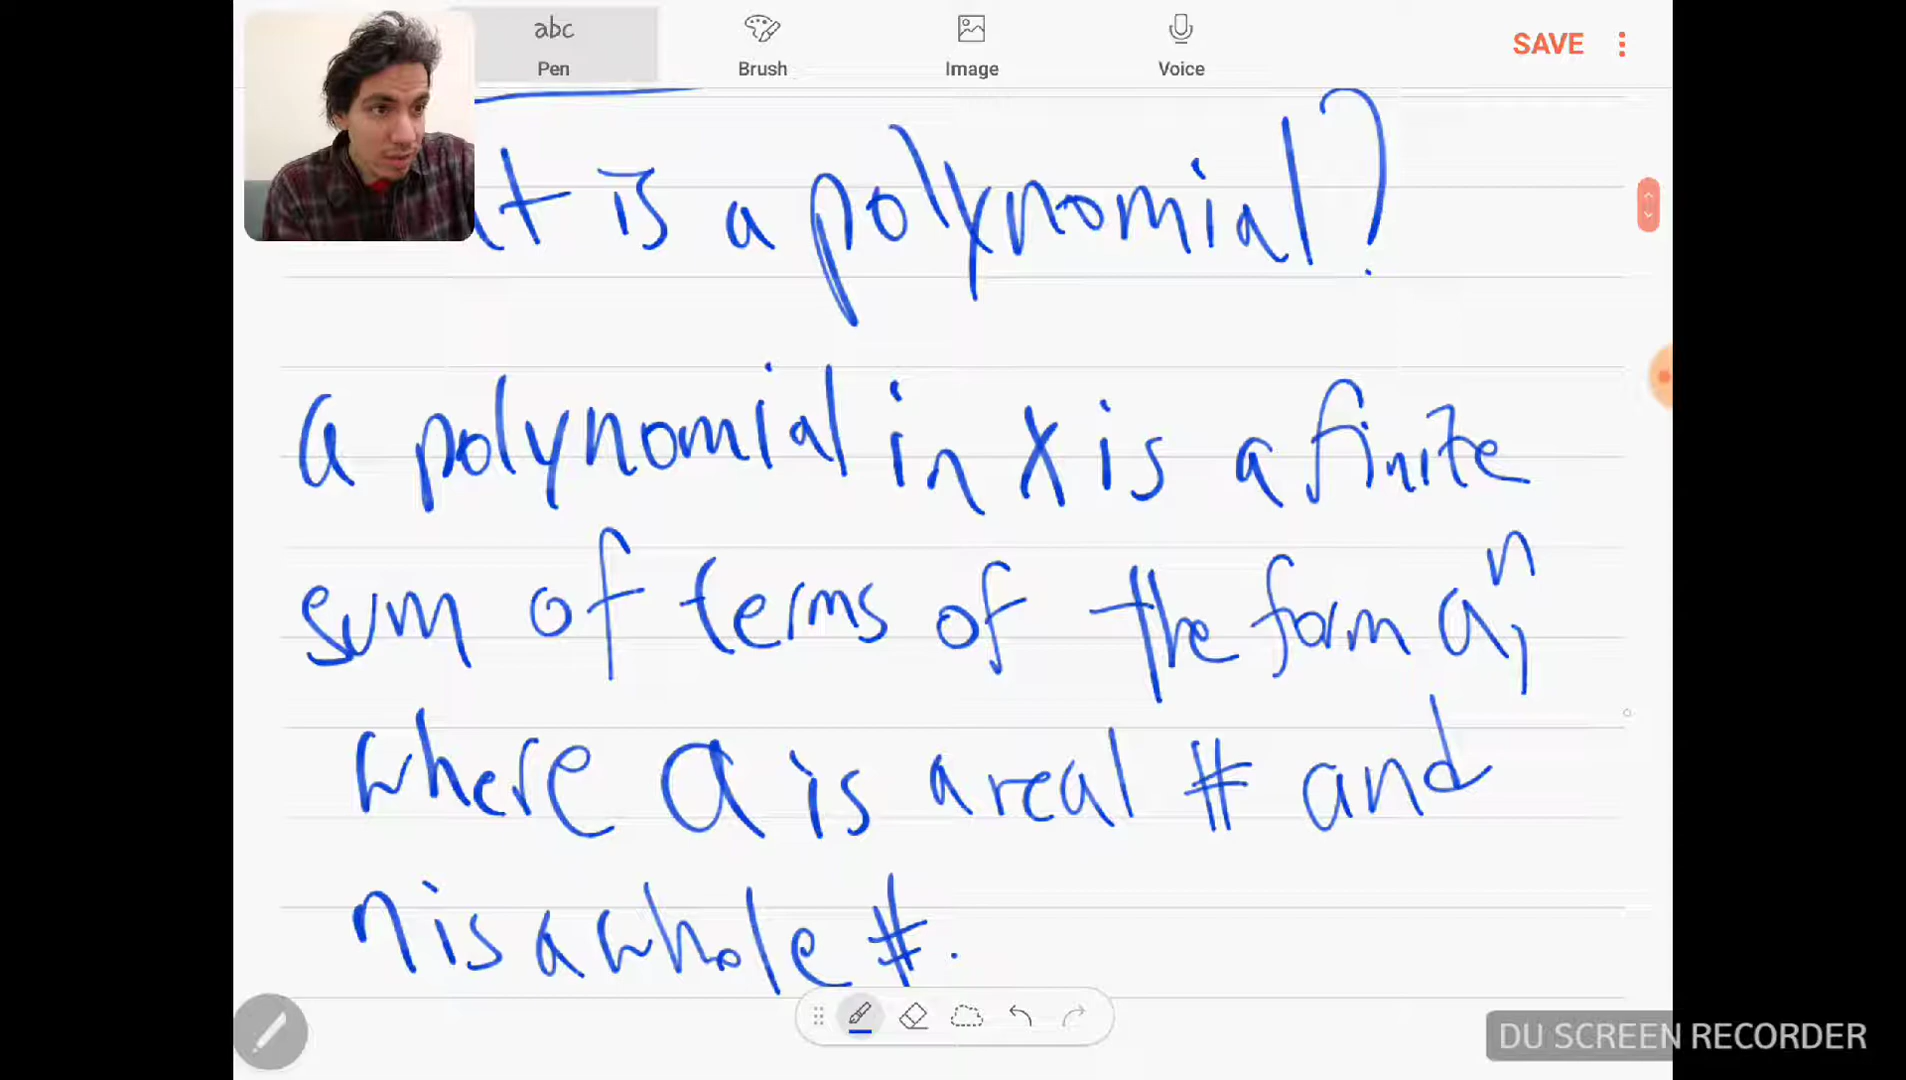 abc
Pen
Brush
Image
Voice
SAVE
t is a polynomial?
a polynomial in x is a finite
sum of terms of the form aⁿ,
where a is a real # and
n is a whole #.
DU SCREEN RECORDER